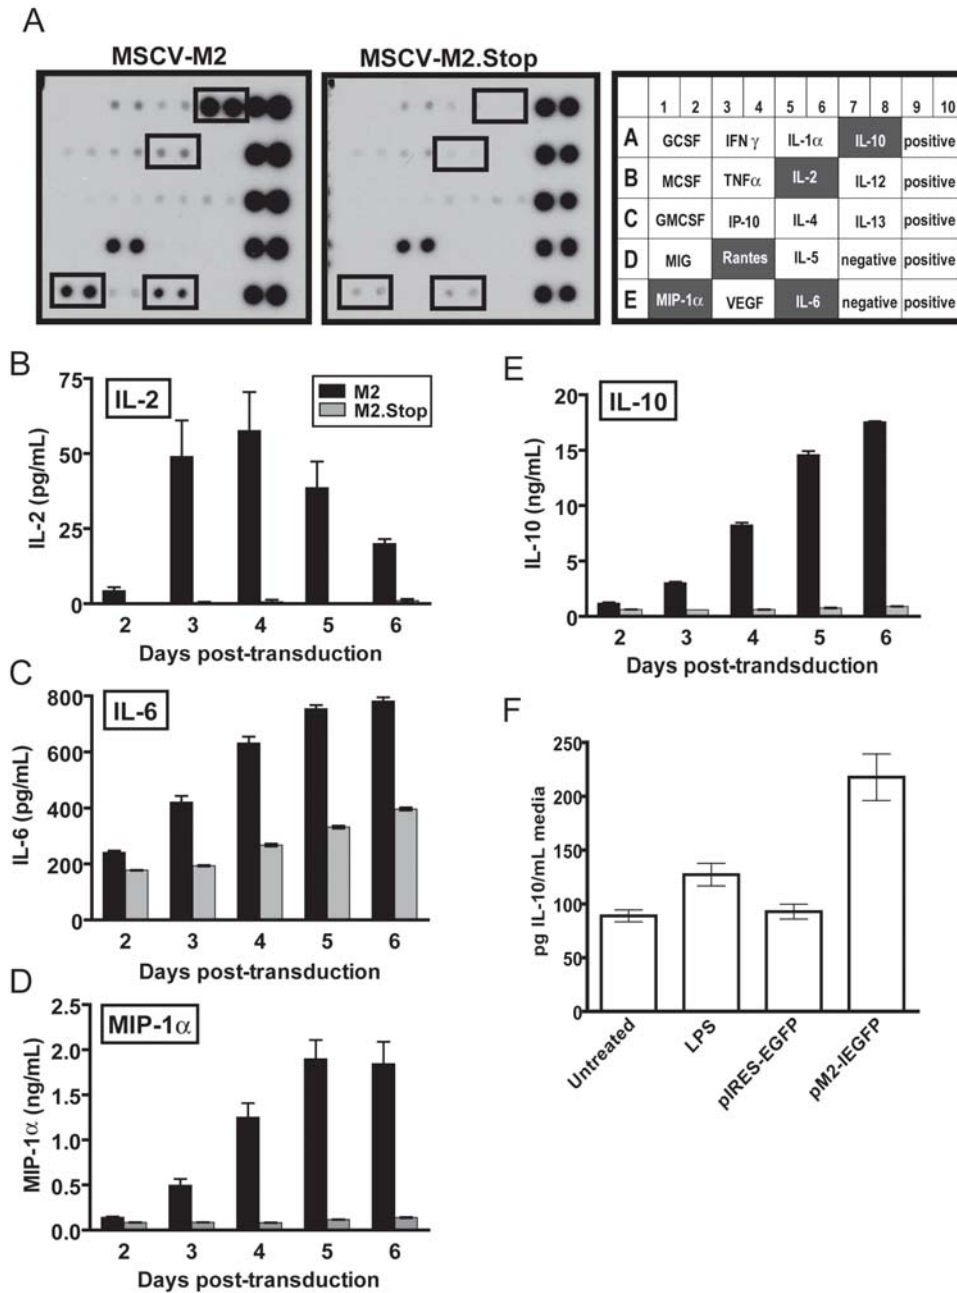 A
MSCV-M2
MSCV-M2.Stop
1 2 3 4 5 6 7 8 9 10
A GCSF IFN γ IL-1α IL-10 positive
B MCSF TNFα IL-2 IL-12 positive
C GMCSF IP-10 IL-4 IL-13 positive
D MIG Rantes IL-5 negative positive
E MIP-1α VEGF IL-6 negative positive
B
IL-2
M2
M2.Stop
IL-2 (pg/mL)
75
50
25
0
2 3 4 5 6
Days post-transduction
C
IL-6
IL-6 (pg/mL)
800
600
400
200
0
2 3 4 5 6
Days post-transduction
D
MIP-1α
MIP-1α (ng/mL)
2.5
2.0
1.5
1.0
0.5
0.0
2 3 4 5 6
Days post-transduction
E
IL-10
IL-10 (ng/mL)
20
15
10
5
0
2 3 4 5 6
Days post-trandsduction
F
pg IL-10/mL media
250
200
150
100
50
0
Untreated
LPS
pIRES-EGFP
pM2-IEGFP